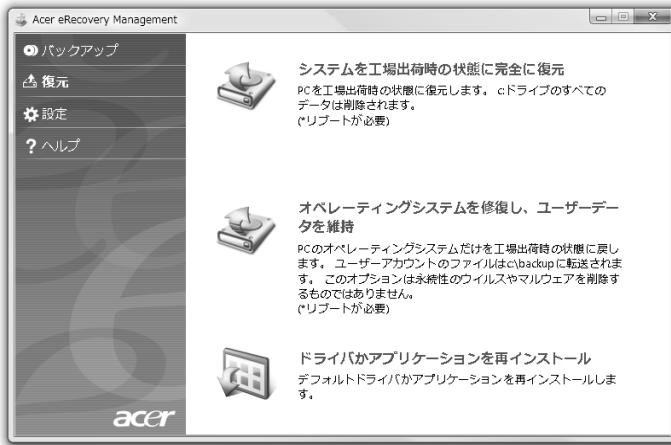 Acer eRecovery Management
バックアップ
復元
設定
? ヘルプ
システムを工場出荷時の状態に完全に復元
PCを工場出荷時の状態に復元します。 c:ドライブのすべての
データは削除されます。
(*リブートが必要)
オペレーティングシステムを修復し、ユーザーデー
タを維持
PCのオペレーティングシステムだけを工場出荷時の状態に戻し
ます。 ユーザーアカウントのファイルはc:\backupに転送されま
す。 このオプションは永続性のウイルスやマルウェアを削除す
るものではありません。
(*リブートが必要)
ドライバかアプリケーションを再インストール
デフォルトドライバかアプリケーションを再インストールしま
す。
acer